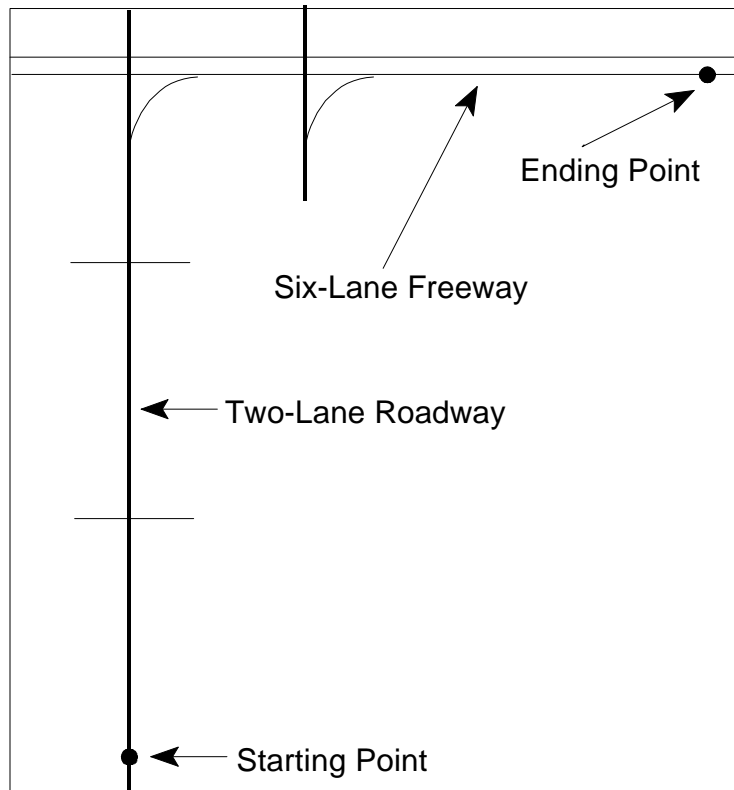 Ending Point
Six-Lane Freeway
Two-Lane Roadway
Starting Point